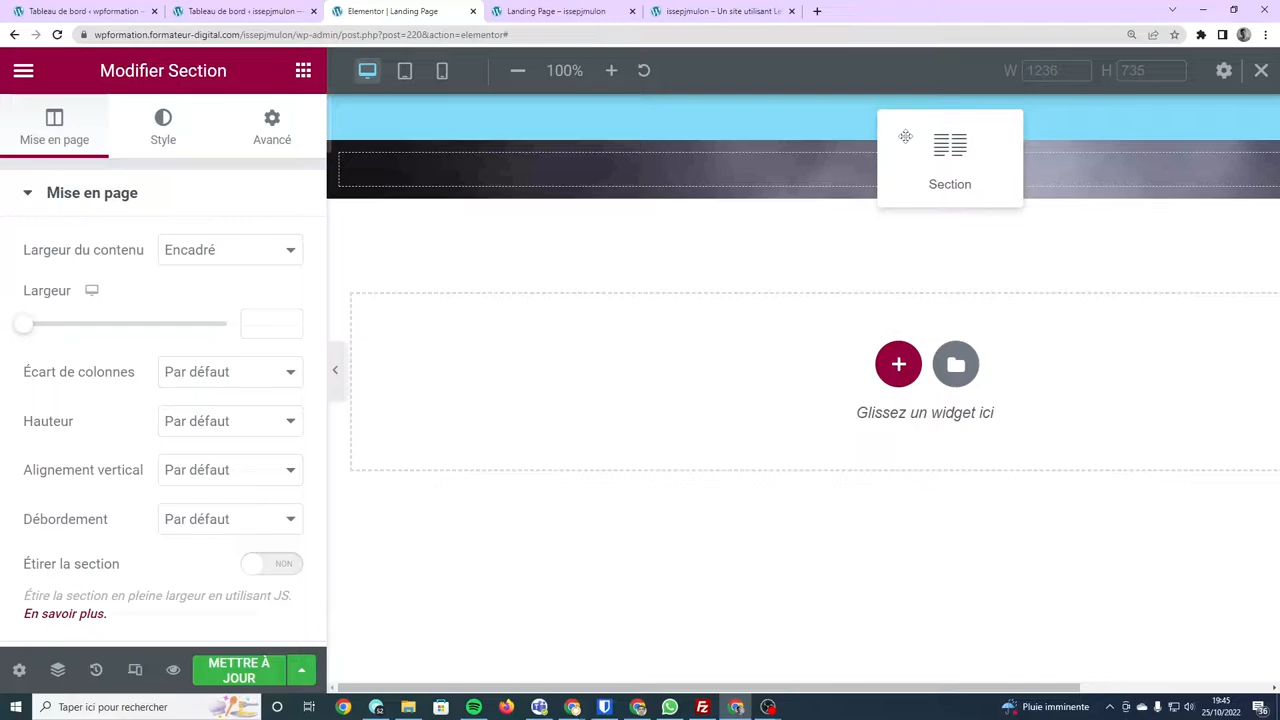 Tableau de bord ‹ issepjmulon
Tableau de bord ‹ issepjmulon
Elementor | Landing Page
Landing Page – issepjmulon
issepjmulon – Un site utilisant Le
wpformation.formateur-digital.com/issepjmulon/wp-admin/post.php?post=220&action=elementor#
Modifier Section
100%
W 1236 H 735
Mise en page
Style
Avancé
Section
Mise en page
Largeur du contenu
Encadré
Largeur
Écart de colonnes
Par défaut
Hauteur
Par défaut
Alignement vertical
Par défaut
Débordement
Par défaut
Étirer la section
NON
Étire la section en pleine largeur en utilisant JS.
En savoir plus.
Glissez un widget ici
METTRE À
JOUR
Taper ici pour rechercher
Pluie imminente
19:45
25/10/2022